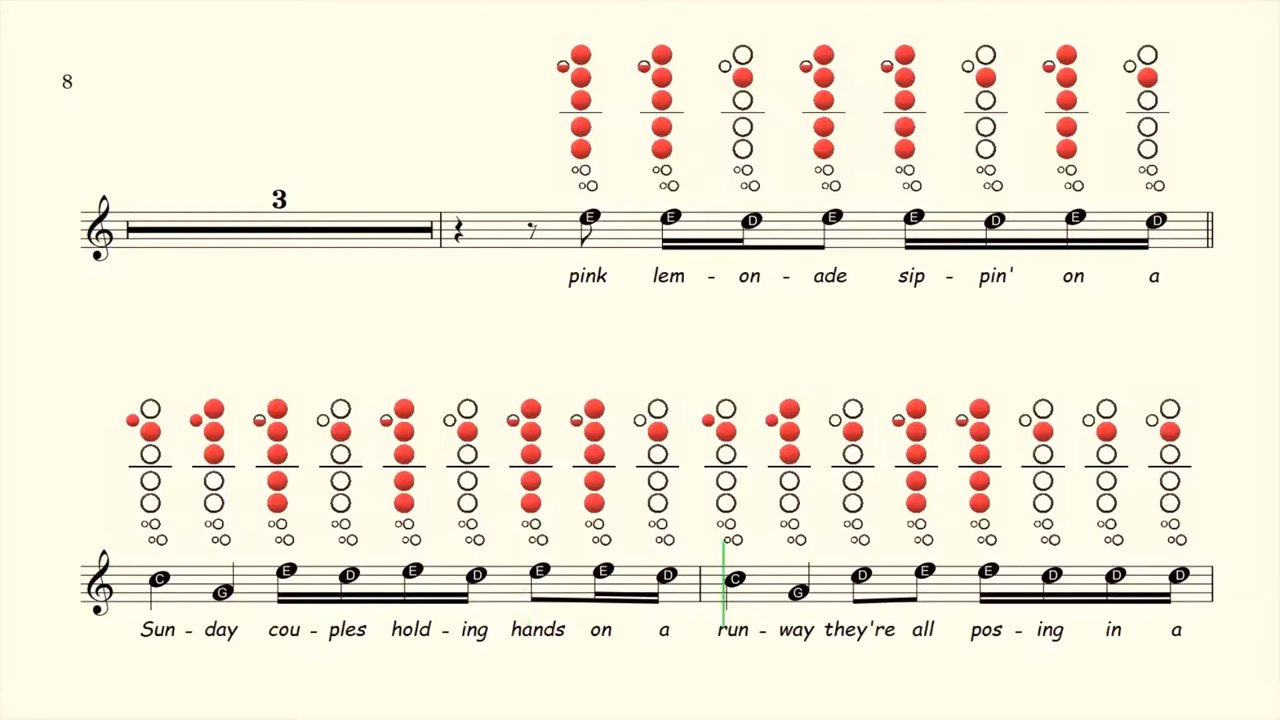 8
3
E E D E E D E D
pink lem - on - ade sip - pin' on a
C G E D E D E E D C G D E E D D D
Sun - day cou - ples hold - ing hands on a run - way they're all pos - ing in a